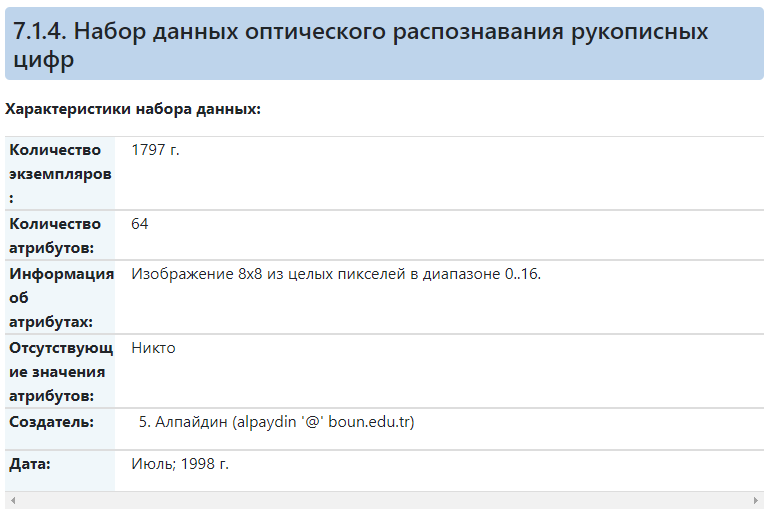 7.1.4. Набор данных оптического распознавания рукописных
цифр
Характеристики набора данных:
Количество
экземпляров
:
1797 г.
Количество
атрибутов:
64
Информация
об
атрибутах:
Изображение 8x8 из целых пикселей в диапазоне 0..16.
Отсутствующ
ие значения
атрибутов:
Никто
Создатель:
5. Алпайдин (alpaydin '@' boun.edu.tr)
Дата:
Июль; 1998 г.